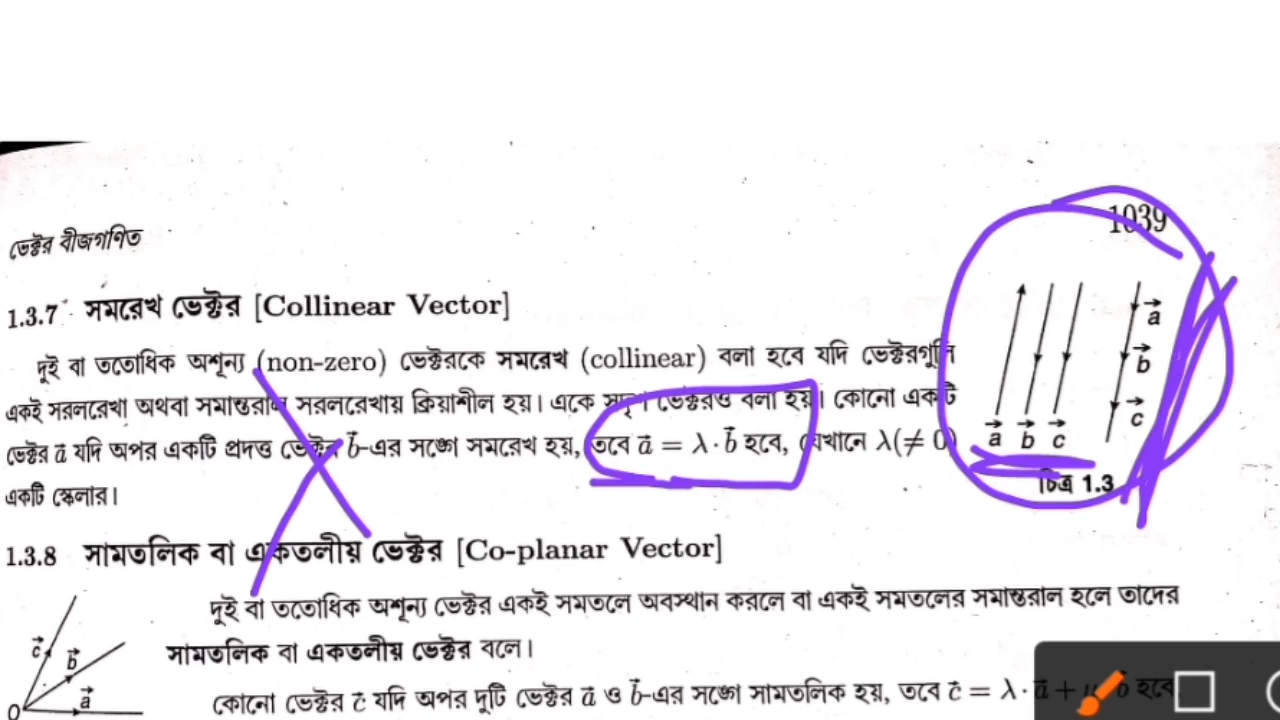 1039
ভেক্টর বীজগণিত
1.3.7 সমরেখ ভেক্টর [Collinear Vector]
দুই বা ততোধিক অশূন্য (non-zero) ভেক্টরকে সমরেখ (collinear) বলা হবে যদি ভেক্টরগুলি
একই সরলরেখা অথবা সমান্তরাল সরলরেখায় ক্রিয়াশীল হয়। একে সদৃশ ভেক্টরও বলা হয়। কোনো একটি
ভেক্টর a⃗ যদি অপর একটি প্রদত্ত ভেক্টর b⃗-এর সঙ্গে সমরেখ হয়, তবে a⃗ = λ · b⃗ হবে, যেখানে λ(≠ 0)
একটি স্কেলার।
a⃗ b⃗ c⃗
a⃗
b⃗
c⃗
চিত্র 1.3
1.3.8 সামতলিক বা একতলীয় ভেক্টর [Co-planar Vector]
দুই বা ততোধিক অশূন্য ভেক্টর একই সমতলে অবস্থান করলে বা একই সমতলের সমান্তরাল হলে তাদের
সামতলিক বা একতলীয় ভেক্টর বলে।
কোনো ভেক্টর c⃗ যদি অপর দুটি ভেক্টর a⃗ ও b⃗-এর সঙ্গে সামতলিক হয়, তবে c⃗ = λ · a⃗ + μ · b⃗ হবে
c⃗
b⃗
a⃗
O